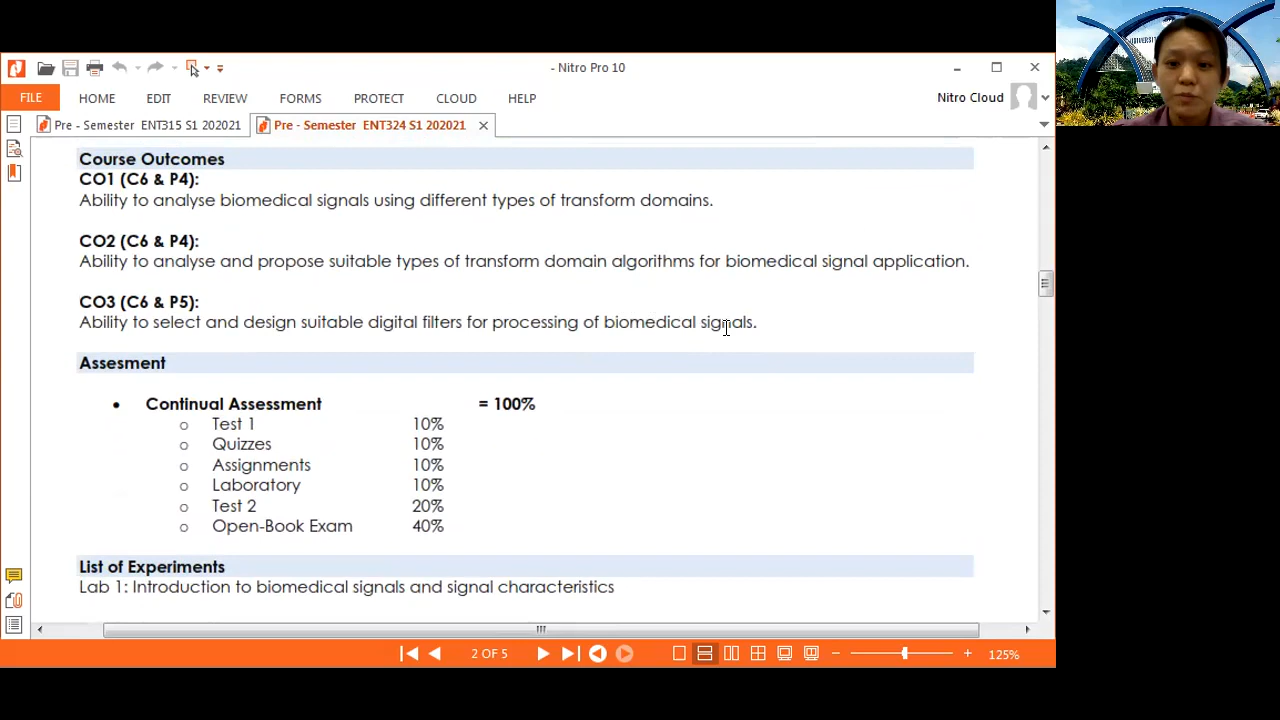 - Nitro Pro 10
FILE HOME EDIT REVIEW FORMS PROTECT CLOUD HELP
Nitro Cloud
Pre - Semester ENT315 S1 202021
Pre - Semester ENT324 S1 202021
Course Outcomes
CO1 (C6 & P4):
Ability to analyse biomedical signals using different types of transform domains.
CO2 (C6 & P4):
Ability to analyse and propose suitable types of transform domain algorithms for biomedical signal application.
CO3 (C6 & P5):
Ability to select and design suitable digital filters for processing of biomedical signals.
Assesment
• Continual Assessment = 100%
o Test 1 10%
o Quizzes 10%
o Assignments 10%
o Laboratory 10%
o Test 2 20%
o Open-Book Exam 40%
List of Experiments
Lab 1: Introduction to biomedical signals and signal characteristics
2 OF 5
125%